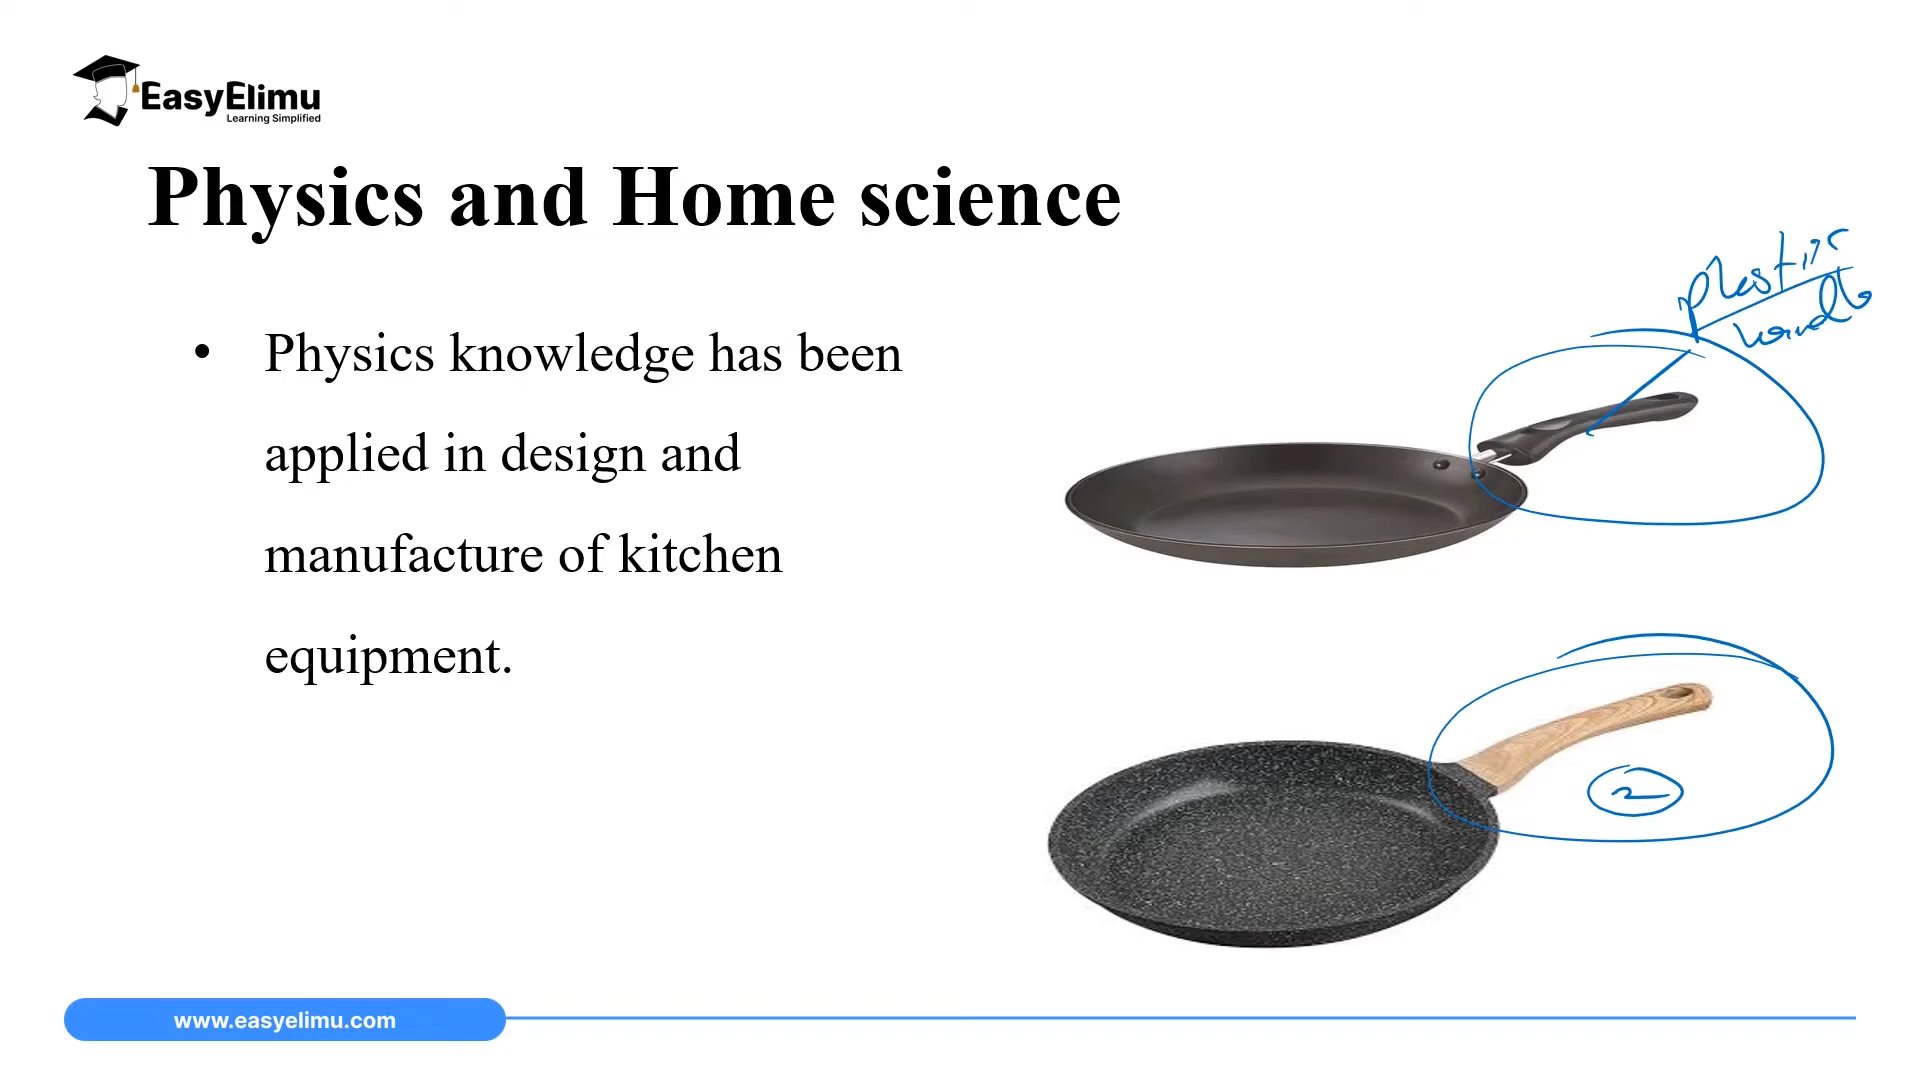 EasyElimu
Learning Simplified
Physics and Home science
• Physics knowledge has been
applied in design and
manufacture of kitchen
equipment.
plastic
2
www.easyelimu.com